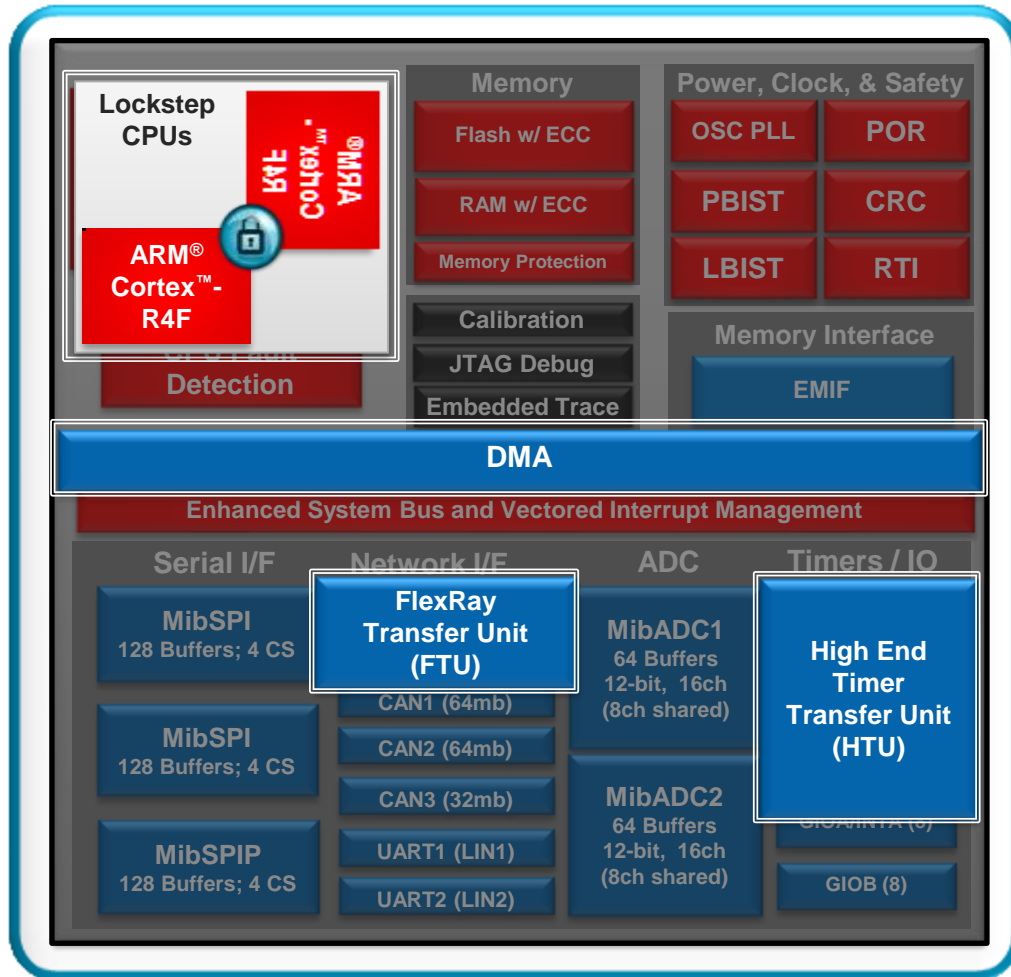 Lockstep
CPUs
ARM®
Cortex™-
R4F
ARM®
Cortex™-
R4F
Detection
Memory
Flash w/ ECC
RAM w/ ECC
Memory Protection
Calibration
JTAG Debug
Embedded Trace
Power, Clock, & Safety
OSC PLL
POR
PBIST
CRC
LBIST
RTI
Memory Interface
EMIF
DMA
Enhanced System Bus and Vectored Interrupt Management
Serial I/F
MibSPI
128 Buffers; 4 CS
MibSPI
128 Buffers; 4 CS
MibSPIP
128 Buffers; 4 CS
Network I/F
FlexRay
Transfer Unit
(FTU)
CAN1 (64mb)
CAN2 (64mb)
CAN3 (32mb)
UART1 (LIN1)
UART2 (LIN2)
ADC
MibADC1
64 Buffers
12-bit, 16ch
(8ch shared)
MibADC2
64 Buffers
12-bit, 16ch
(8ch shared)
Timers / IO
High End
Timer
Transfer Unit
(HTU)
GIOA/INTA (8)
GIOB (8)